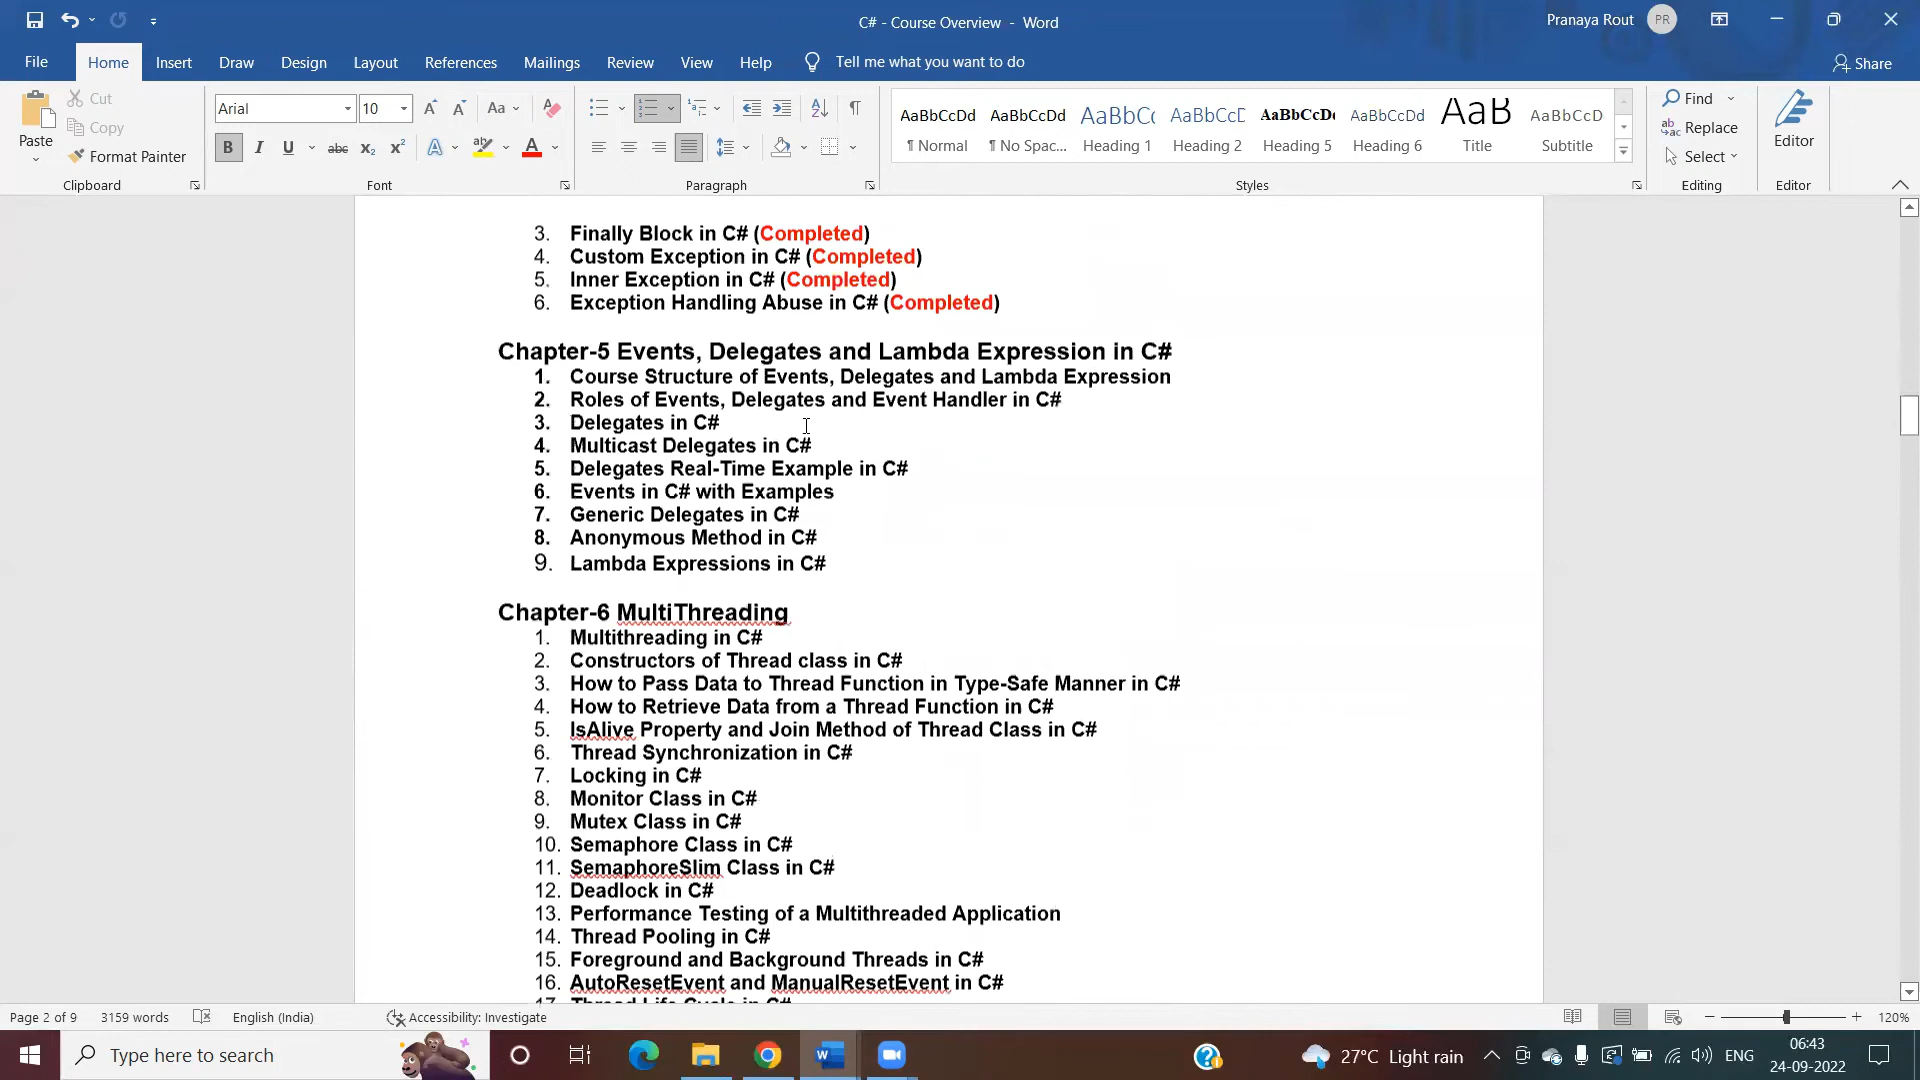 C# - Course Overview - Word
Pranaya Rout
PR
File
Home
Insert
Draw
Design
Layout
References
Mailings
Review
View
Help
Tell me what you want to do
Share
Paste
Cut
Copy
Format Painter
Clipboard
Arial
10
Font
Paragraph
AaBbCcDd
¶ Normal
AaBbCcDd
¶ No Spac...
AaBbCc
Heading 1
AaBbCcC
Heading 2
AaBbCcDc
Heading 5
AaBbCcDd
Heading 6
AaB
Title
AaBbCcD
Subtitle
Styles
Find
Replace
Select
Editing
Editor
Editor
3. Finally Block in C# (Completed)
4. Custom Exception in C# (Completed)
5. Inner Exception in C# (Completed)
6. Exception Handling Abuse in C# (Completed)
Chapter-5 Events, Delegates and Lambda Expression in C#
1. Course Structure of Events, Delegates and Lambda Expression
2. Roles of Events, Delegates and Event Handler in C#
3. Delegates in C#
4. Multicast Delegates in C#
5. Delegates Real-Time Example in C#
6. Events in C# with Examples
7. Generic Delegates in C#
8. Anonymous Method in C#
9. Lambda Expressions in C#
Chapter-6 MultiThreading
1. Multithreading in C#
2. Constructors of Thread class in C#
3. How to Pass Data to Thread Function in Type-Safe Manner in C#
4. How to Retrieve Data from a Thread Function in C#
5. IsAlive Property and Join Method of Thread Class in C#
6. Thread Synchronization in C#
7. Locking in C#
8. Monitor Class in C#
9. Mutex Class in C#
10. Semaphore Class in C#
11. SemaphoreSlim Class in C#
12. Deadlock in C#
13. Performance Testing of a Multithreaded Application
14. Thread Pooling in C#
15. Foreground and Background Threads in C#
16. AutoResetEvent and ManualResetEvent in C#
17. Thread Life Cycle in C#
Page 2 of 9
3159 words
English (India)
Accessibility: Investigate
120%
Type here to search
27°C Light rain
ENG
06:43
24-09-2022